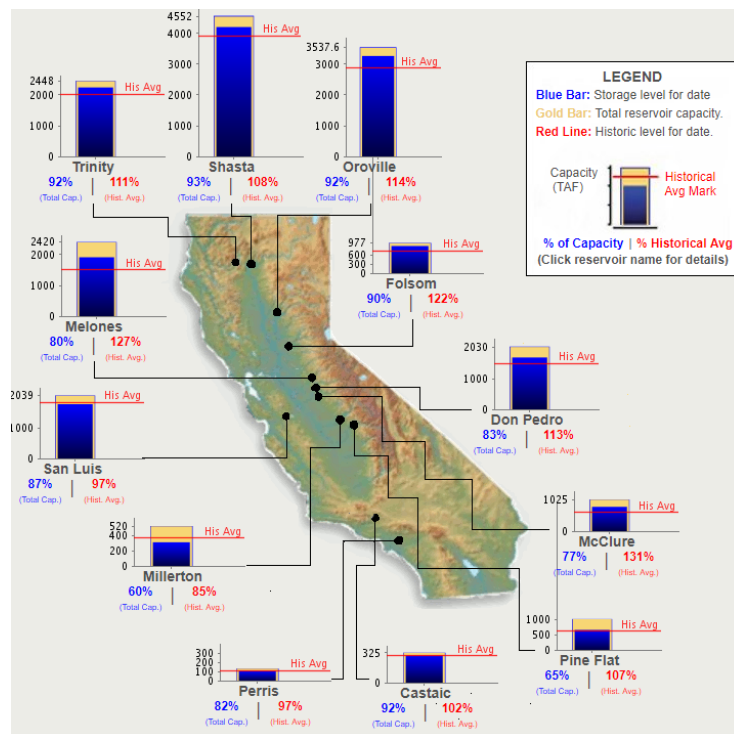 4552
4000
3000
2000
1000
0
His Avg
Shasta
93% | 108%
(Total Cap.) (Hist. Avg.)
2448
2000
1000
0
His Avg
Trinity
92% | 111%
(Total Cap.) (Hist. Avg.)
3537.6
3000
2000
1000
0
His Avg
Oroville
92% | 114%
(Total Cap.) (Hist. Avg.)
LEGEND
Blue Bar: Storage level for date
Gold Bar: Total reservoir capacity.
Red Line: Historic level for date.
Capacity
(TAF)
Historical
Avg Mark
% of Capacity | % Historical Avg
(Click reservoir name for details)
2420
2000
1000
0
His Avg
Melones
80% | 127%
(Total Cap.) (Hist. Avg.)
977
600
300
0
His Avg
Folsom
90% | 122%
(Total Cap.) (Hist. Avg.)
2030
1000
0
His Avg
Don Pedro
83% | 113%
(Total Cap.) (Hist. Avg.)
2039
1000
0
His Avg
San Luis
87% | 97%
(Total Cap.) (Hist. Avg.)
1025
0
His Avg
McClure
77% | 131%
(Total Cap.) (Hist. Avg.)
520
400
200
0
His Avg
Millerton
60% | 85%
(Total Cap.) (Hist. Avg.)
1000
500
0
His Avg
Pine Flat
65% | 107%
(Total Cap.) (Hist. Avg.)
300
200
100
0
His Avg
Perris
82% | 97%
(Total Cap.) (Hist. Avg.)
325
0
His Avg
Castaic
92% | 102%
(Total Cap.) (Hist. Avg.)